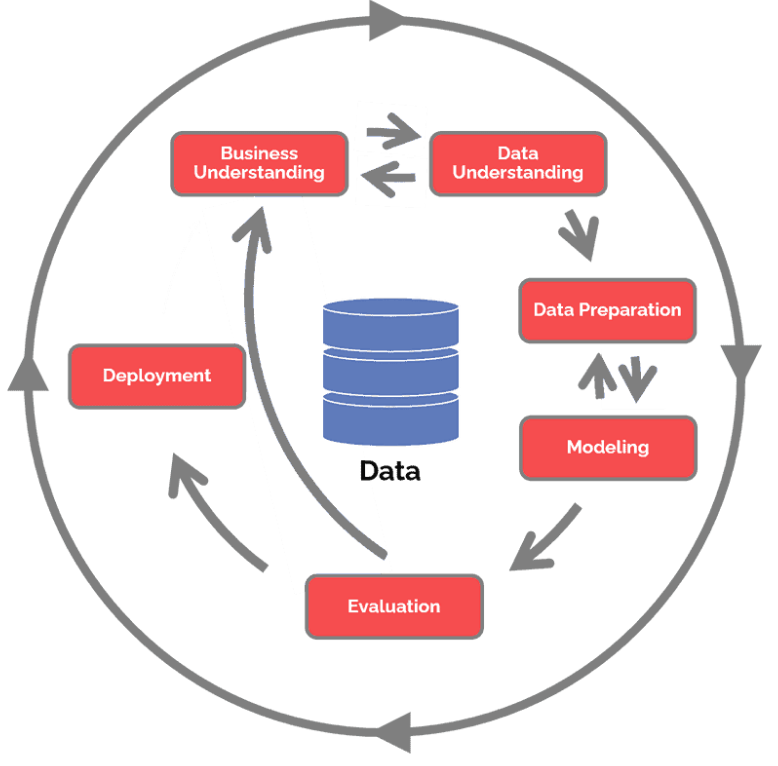 Business
Understanding
Data
Understanding
Data Preparation
Deployment
Modeling
Data
Evaluation